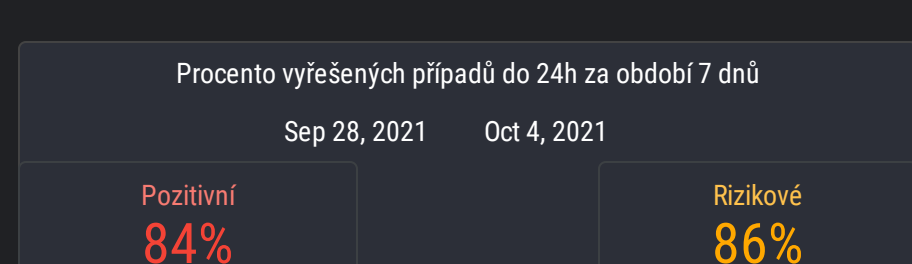 Procento vyřešených případů do 24h za období 7 dnů
Sep 28, 2021 Oct 4, 2021
Pozitivní Rizikové
84% 86%